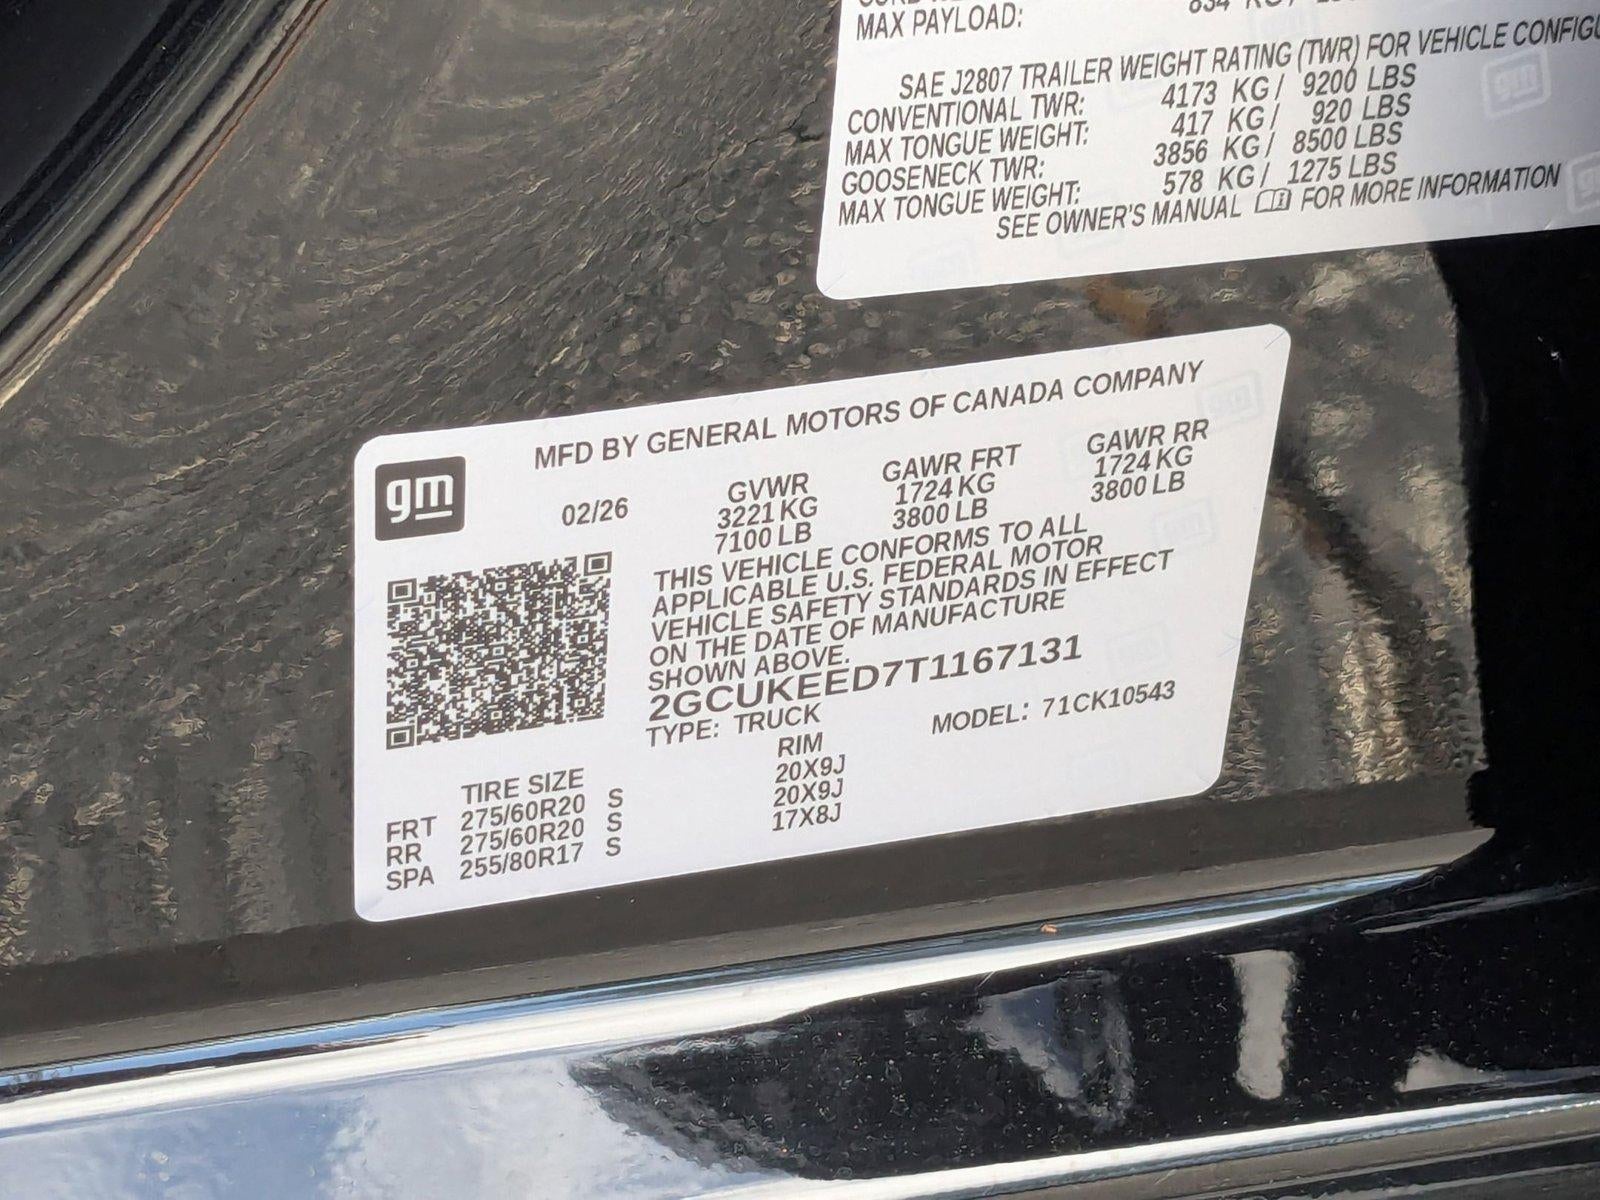 MAX PAYLOAD: 834 KG /
SAE J2807 TRAILER WEIGHT RATING (TWR) FOR VEHICLE
CONVENTIONAL TWR: 4173 KG / 9200 LBS
MAX TONGUE WEIGHT: 417 KG / 920 LBS
GOOSENECK TWR: 3856 KG / 8500 LBS
MAX TONGUE WEIGHT: 578 KG / 1275 LBS
SEE OWNER'S MANUAL FOR MORE INFORMATION
MFD BY GENERAL MOTORS OF CANADA COMPANY
gm
02/26
GVWR GAWR FRT GAWR RR
3221 KG 1724 KG 1724 KG
7100 LB 3800 LB 3800 LB
THIS VEHICLE CONFORMS TO ALL
APPLICABLE U.S. FEDERAL MOTOR
VEHICLE SAFETY STANDARDS IN EFFECT
ON THE DATE OF MANUFACTURE
SHOWN ABOVE.
2GCUKEED7T1167131
TYPE: TRUCK MODEL: 71CK10543
TIRE SIZE RIM
FRT 275/60R20 S 20X9J
RR 275/60R20 S 20X9J
SPA 255/80R17 S 17X8J